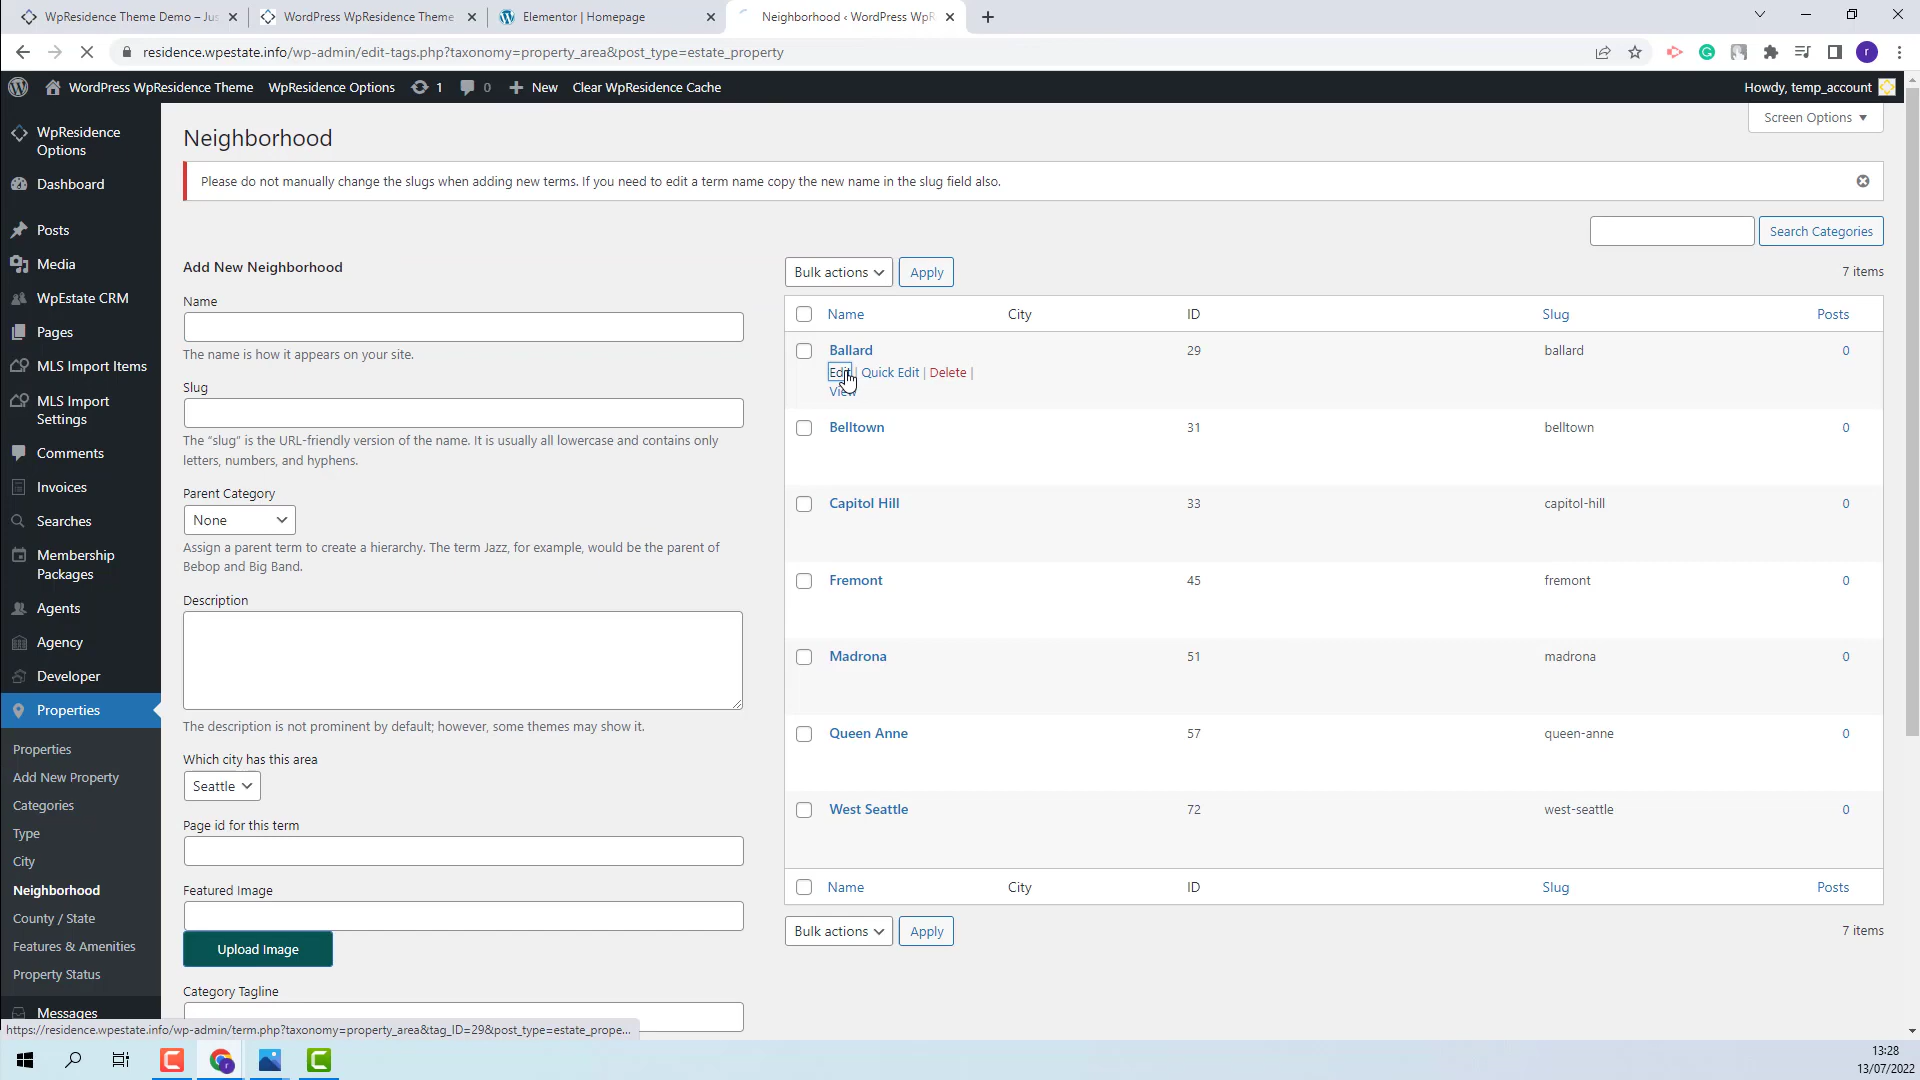 WpResidence Theme Demo – Jus
WordPress WpResidence Theme
Elementor | Homepage
Neighborhood ‹ WordPress WpR
residence.wpestate.info/wp-admin/edit-tags.php?taxonomy=property_area&post_type=estate_property
r
WordPress WpResidence Theme
WpResidence Options
1
0
New
Clear WpResidence Cache
Howdy, temp_account
WpResidence
Options
Dashboard
Posts
Media
WpEstate CRM
Pages
MLS Import Items
MLS Import
Settings
Comments
Invoices
Searches
Membership
Packages
Agents
Agency
Developer
Properties
Properties
Add New Property
Categories
Type
City
Neighborhood
County / State
Features & Amenities
Property Status
Messages
Screen Options
Neighborhood
Please do not manually change the slugs when adding new terms. If you need to edit a term name copy the new name in the slug field also.
Search Categories
Add New Neighborhood
Name
The name is how it appears on your site.
Slug
The “slug” is the URL-friendly version of the name. It is usually all lowercase and contains only
letters, numbers, and hyphens.
Parent Category
None
Assign a parent term to create a hierarchy. The term Jazz, for example, would be the parent of
Bebop and Big Band.
Description
The description is not prominent by default; however, some themes may show it.
Which city has this area
Seattle
Page id for this term
Featured Image
Upload Image
Category Tagline
Bulk actions
Apply
7 items
Name City ID Slug Posts
Ballard 29 ballard 0
Edit | Quick Edit | Delete |
View
Belltown 31 belltown 0
Capitol Hill 33 capitol-hill 0
Fremont 45 fremont 0
Madrona 51 madrona 0
Queen Anne 57 queen-anne 0
West Seattle 72 west-seattle 0
Name City ID Slug Posts
Bulk actions
Apply
7 items
https://residence.wpestate.info/wp-admin/term.php?taxonomy=property_area&tag_ID=29&post_type=estate_prope...
13:28
13/07/2022